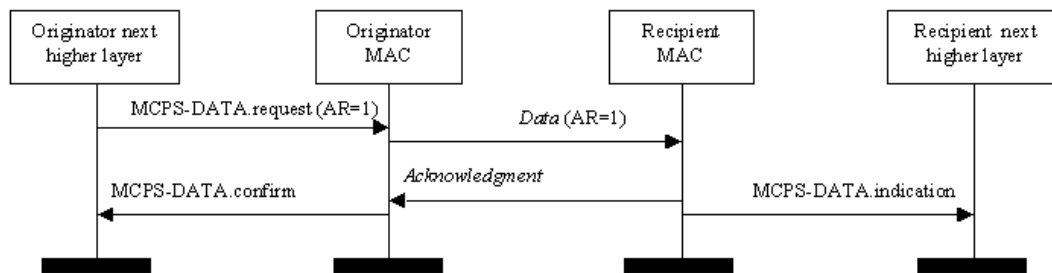 Originator next
higher layer
Originator
MAC
Recipient
MAC
Recipient next
higher layer
MCPS-DATA.request (AR=1)
Data (AR=1)
Acknowledgment
MCPS-DATA.confirm
MCPS-DATA.indication